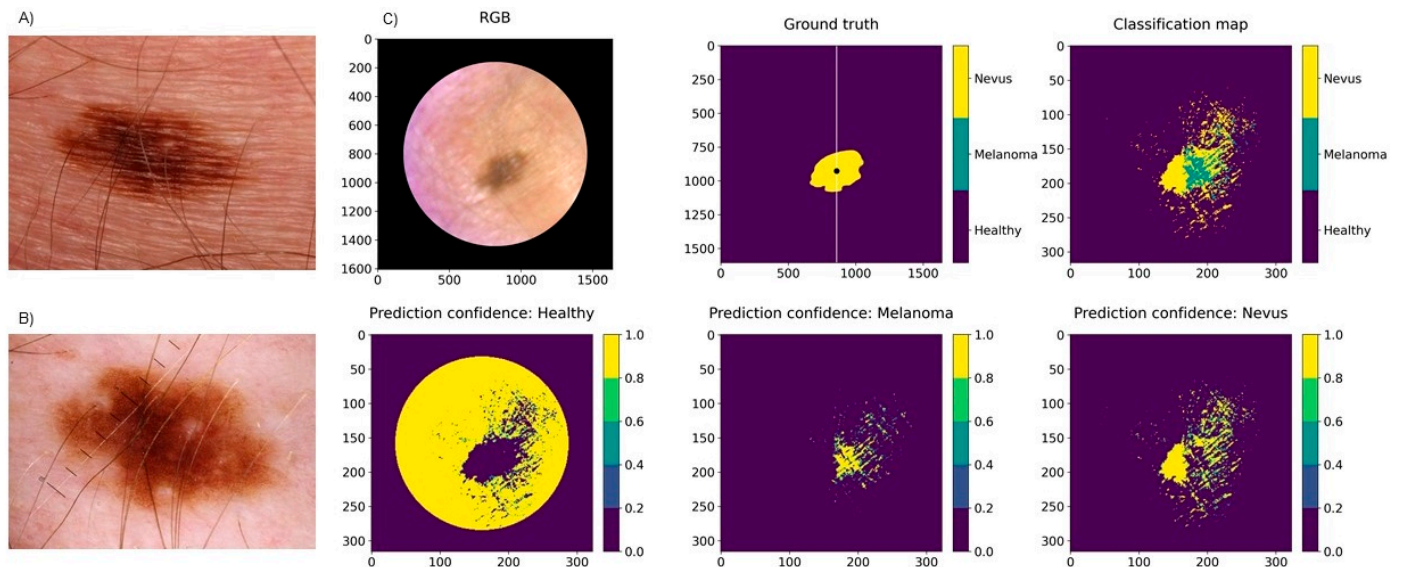 A)
C)
RGB
0
200
400
600
800
1000
1200
1400
1600
0 500 1000 1500
Ground truth
0
250
500
750
1000
1250
1500
0 500 1000 1500
Nevus
Melanoma
Healthy
Classification map
0
50
100
150
200
250
300
0 100 200 300
Nevus
Melanoma
Healthy
B)
Prediction confidence: Healthy
0
50
100
150
200
250
300
0 100 200 300
1.0
0.8
0.6
0.4
0.2
0.0
Prediction confidence: Melanoma
0
50
100
150
200
250
300
0 100 200 300
1.0
0.8
0.6
0.4
0.2
0.0
Prediction confidence: Nevus
0
50
100
150
200
250
300
0 100 200 300
1.0
0.8
0.6
0.4
0.2
0.0